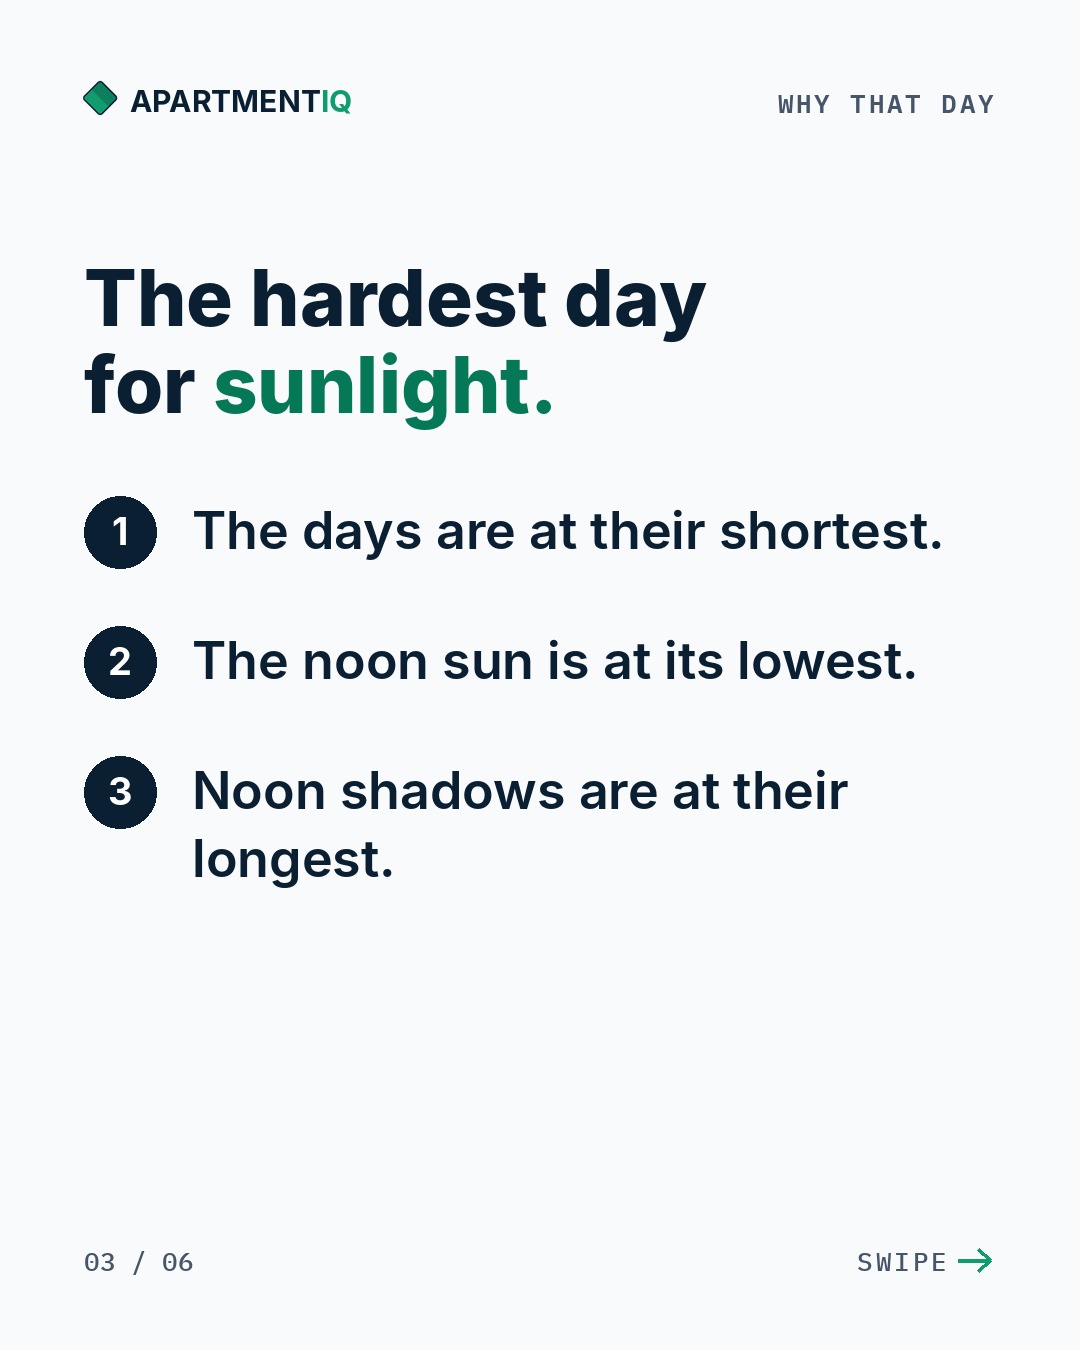 APARTMENTIQ
WHY THAT DAY
The hardest day
for sunlight.
1 The days are at their shortest.
2 The noon sun is at its lowest.
3 Noon shadows are at their
longest.
03 / 06
SWIPE